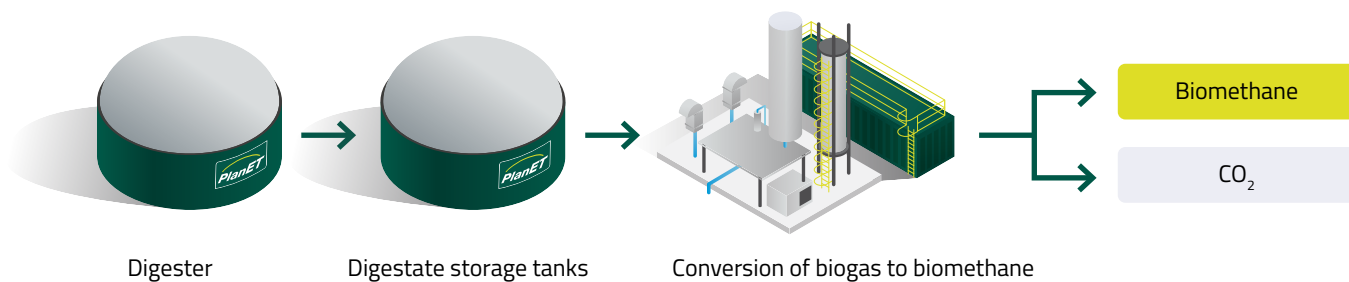 PlanET
PlanET
Biomethane
CO₂
Digester
Digestate storage tanks
Conversion of biogas to biomethane